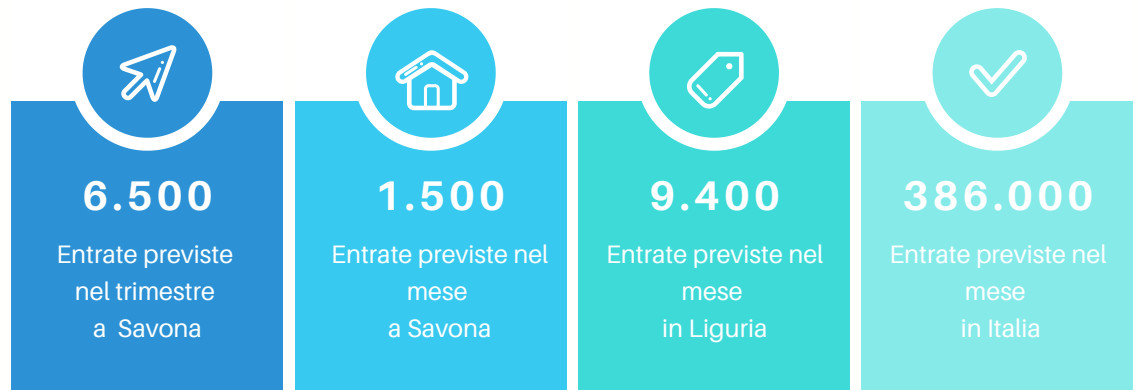 6.500
Entrate previste
nel trimestre
a Savona
1.500
Entrate previste nel
mese
a Savona
9.400
Entrate previste nel
mese
in Liguria
386.000
Entrate previste nel
mese
in Italia